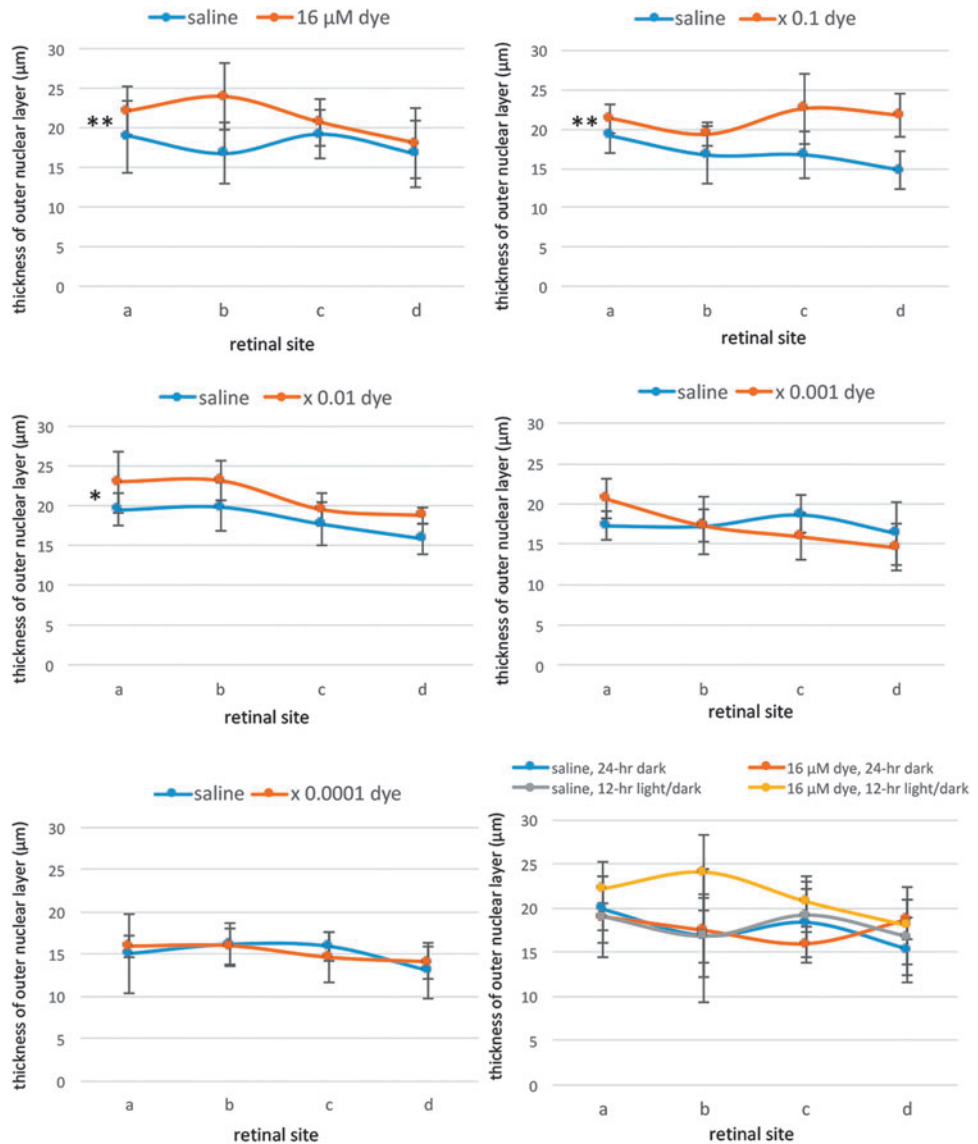 saline 16 µM dye
thickness of outer nuclear layer (µm)
30
25
20
15
10
5
0
**
a b c d
retinal site
saline x 0.1 dye
thickness of outer nuclear layer (µm)
30
25
20
15
10
5
0
**
a b c d
retinal site
saline x 0.01 dye
thickness of outer nuclear layer (µm)
30
25
20
15
10
5
0
*
a b c d
retinal site
saline x 0.001 dye
thickness of outer nuclear layer (µm)
30
25
20
15
10
5
0
a b c d
retinal site
saline x 0.0001 dye
thickness of outer nuclear layer (µm)
30
25
20
15
10
5
0
a b c d
retinal site
saline, 24-hr dark 16 µM dye, 24-hr dark
saline, 12-hr light/dark 16 µM dye, 12-hr light/dark
thickness of outer nuclear layer (µm)
30
25
20
15
10
5
0
a b c d
retinal site